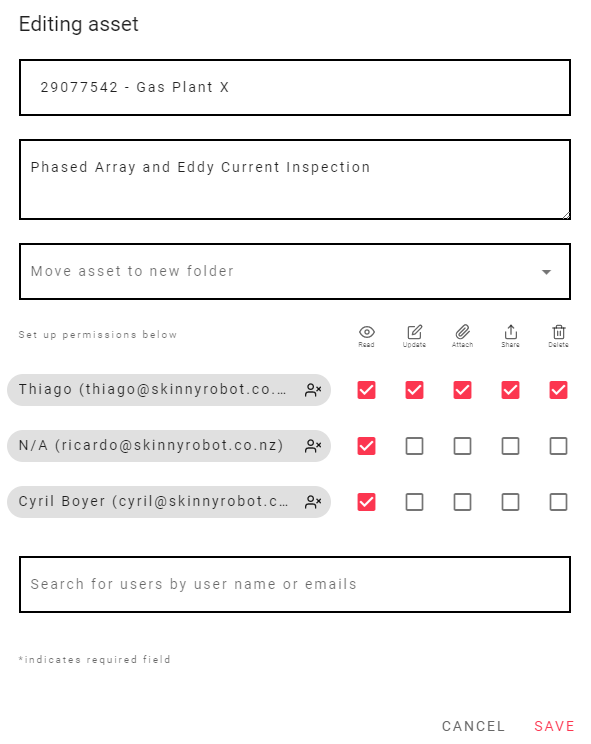 Editing asset
29077542 - Gas Plant X
Phased Array and Eddy Current Inspection
Move asset to new folder
Set up permissions below
Read Update Attach Share Delete
Thiago (thiago@skinnyrobot.co....
N/A (ricardo@skinnyrobot.co.nz)
Cyril Boyer (cyril@skinnyrobot.c...
Search for users by user name or emails
*indicates required field
CANCEL SAVE